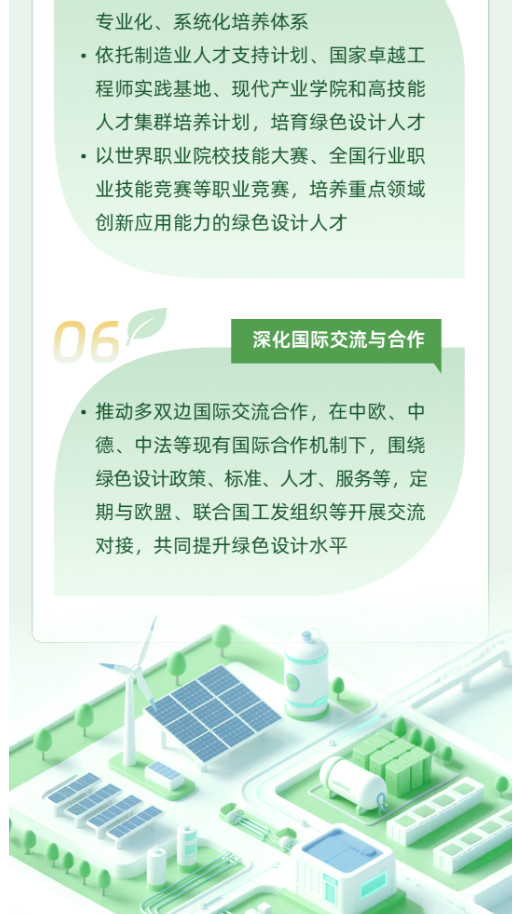 专业化、系统化培养体系
• 依托制造业人才支持计划、国家卓越工
程师实践基地、现代产业学院和高技能
人才集群培养计划，培育绿色设计人才
• 以世界职业院校技能大赛、全国行业职
业技能竞赛等职业竞赛，培养重点领域
创新应用能力的绿色设计人才
06
深化国际交流与合作
• 推动多双边国际交流合作，在中欧、中
德、中法等现有国际合作机制下，围绕
绿色设计政策、标准、人才、服务等，定
期与欧盟、联合国工发组织等开展交流
对接，共同提升绿色设计水平